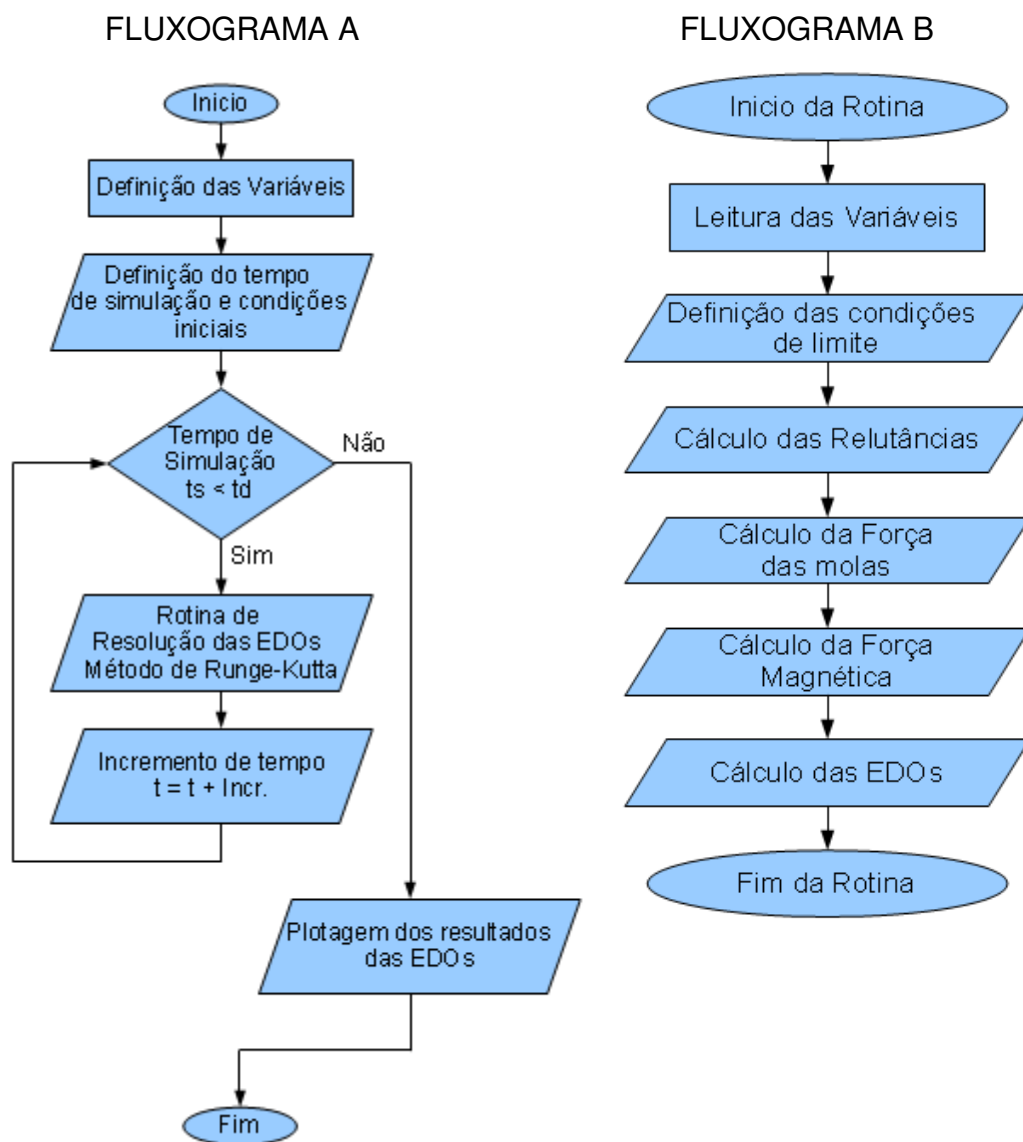 FLUXOGRAMA A
Inicio
Definição das Variáveis
Definição do tempo
de simulação e condições
iniciais
Tempo de
Simulação
ts < td
Não
Sim
Rotina de
Resolução das EDOs
Método de Runge-Kutta
Incremento de tempo
t = t + Incr.
Plotagem dos resultados
das EDOs
Fim
FLUXOGRAMA B
Inicio da Rotina
Leitura das Variáveis
Definição das condições
de limite
Cálculo das Relutâncias
Cálculo da Força
das molas
Cálculo da Força
Magnética
Cálculo das EDOs
Fim da Rotina